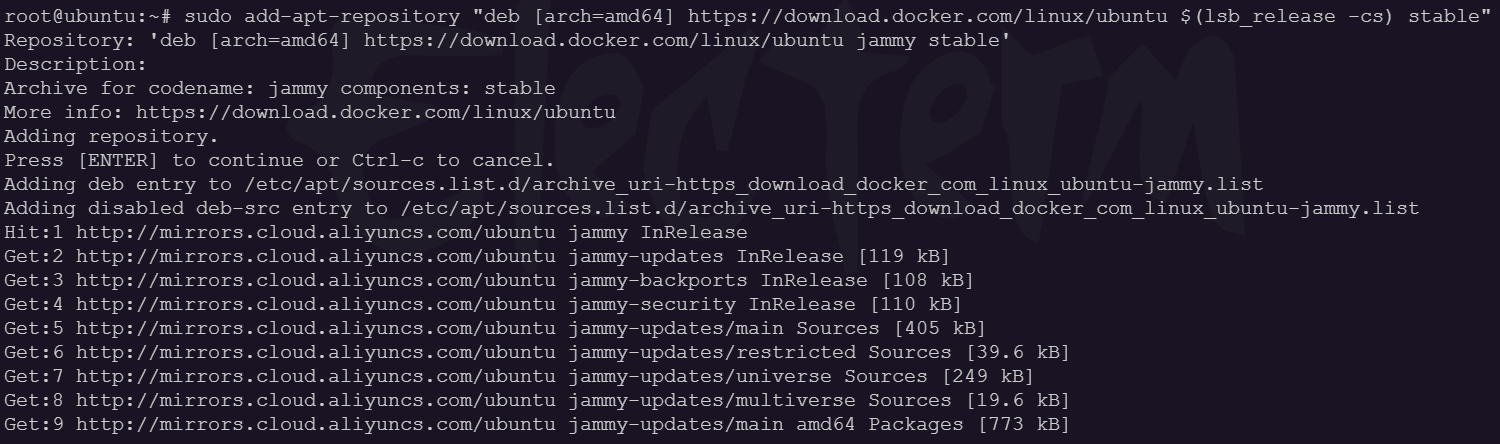 root@ubuntu:~# sudo add-apt-repository "deb [arch=amd64] https://download.docker.com/linux/ubuntu $(lsb_release -cs) stable"
Repository: 'deb [arch=amd64] https://download.docker.com/linux/ubuntu jammy stable'
Description:
Archive for codename: jammy components: stable
More info: https://download.docker.com/linux/ubuntu
Adding repository.
Press [ENTER] to continue or Ctrl-c to cancel.
Adding deb entry to /etc/apt/sources.list.d/archive_uri-https_download_docker_com_linux_ubuntu-jammy.list
Adding disabled deb-src entry to /etc/apt/sources.list.d/archive_uri-https_download_docker_com_linux_ubuntu-jammy.list
Hit:1 http://mirrors.cloud.aliyuncs.com/ubuntu jammy InRelease
Get:2 http://mirrors.cloud.aliyuncs.com/ubuntu jammy-updates InRelease [119 kB]
Get:3 http://mirrors.cloud.aliyuncs.com/ubuntu jammy-backports InRelease [108 kB]
Get:4 http://mirrors.cloud.aliyuncs.com/ubuntu jammy-security InRelease [110 kB]
Get:5 http://mirrors.cloud.aliyuncs.com/ubuntu jammy-updates/main Sources [405 kB]
Get:6 http://mirrors.cloud.aliyuncs.com/ubuntu jammy-updates/restricted Sources [39.6 kB]
Get:7 http://mirrors.cloud.aliyuncs.com/ubuntu jammy-updates/universe Sources [249 kB]
Get:8 http://mirrors.cloud.aliyuncs.com/ubuntu jammy-updates/multiverse Sources [19.6 kB]
Get:9 http://mirrors.cloud.aliyuncs.com/ubuntu jammy-updates/main amd64 Packages [773 kB]
elecTerm